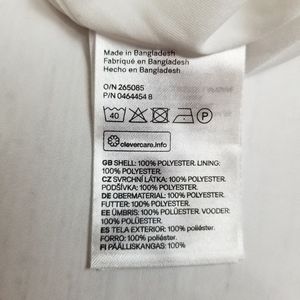 Made in Bangladesh
Fabriqué en Bangladesh
Hecho en Bangladesh
O/N 265085
P/N 0464454 8
40
P
clevercare.info
GB SHELL: 100% POLYESTER. LINING:
100% POLYESTER.
CZ SVRCHNÍ LÁTKA: 100% POLYESTER.
PODŠÍVKA: 100% POLYESTER.
DE OBERMATERIAL: 100% POLYESTER.
FUTTER: 100% POLYESTER.
EE ÜMBRIS: 100% POLÜESTER. VOODER:
100% POLÜESTER.
ES TELA EXTERIOR: 100% poliéster.
FORRO: 100% poliéster.
FI PÄÄLLISKANGAS: 100%